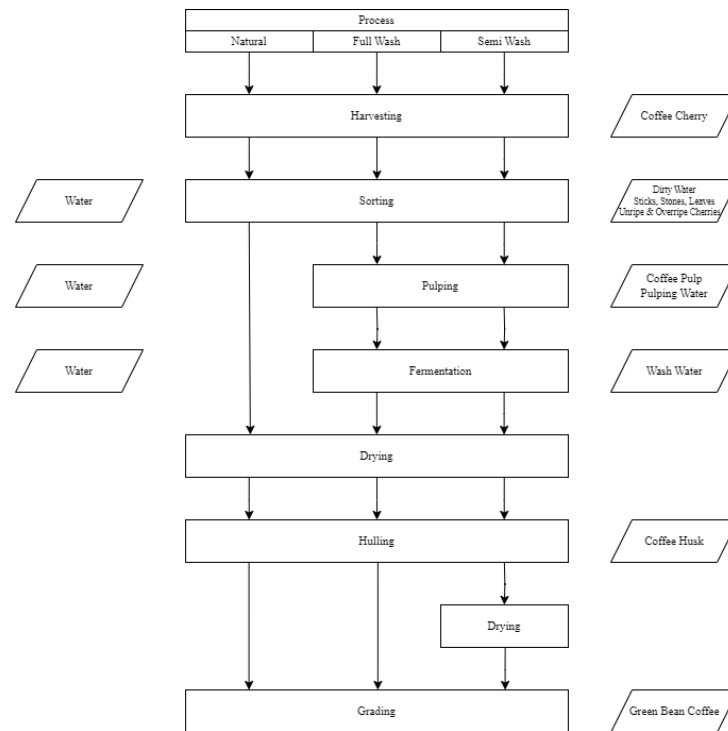 Process
Natural
Full Wash
Semi Wash
Harvesting
Coffee Cherry
Water
Sorting
Dirty Water
Sticks, Stones, Leaves
Unripe & Overripe Cherries
Water
Pulping
Coffee Pulp
Pulping Water
Water
Fermentation
Wash Water
Drying
Hulling
Coffee Husk
Drying
Grading
Green Bean Coffee